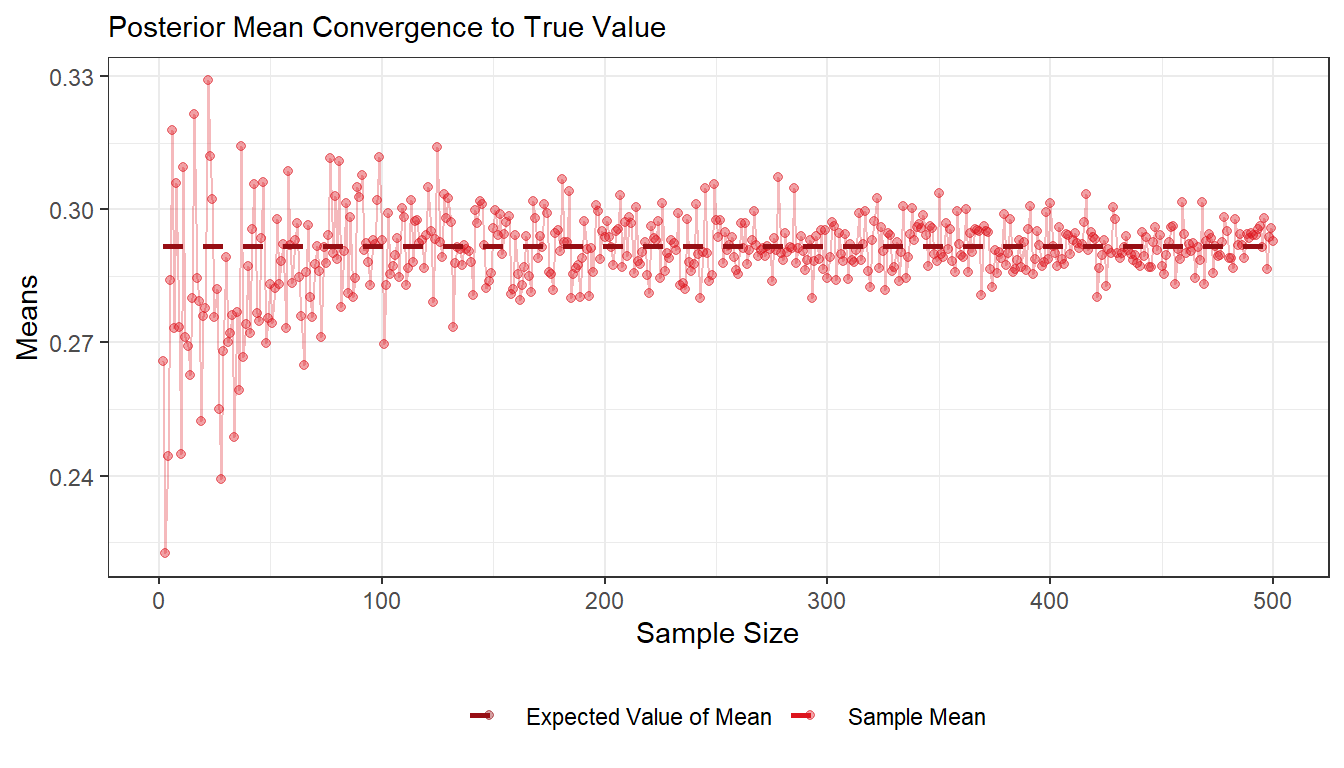 Posterior Mean Convergence to True Value
Means
0.33
0.30
0.27
0.24
0 100 200 300 400 500
Sample Size
Expected Value of Mean Sample Mean